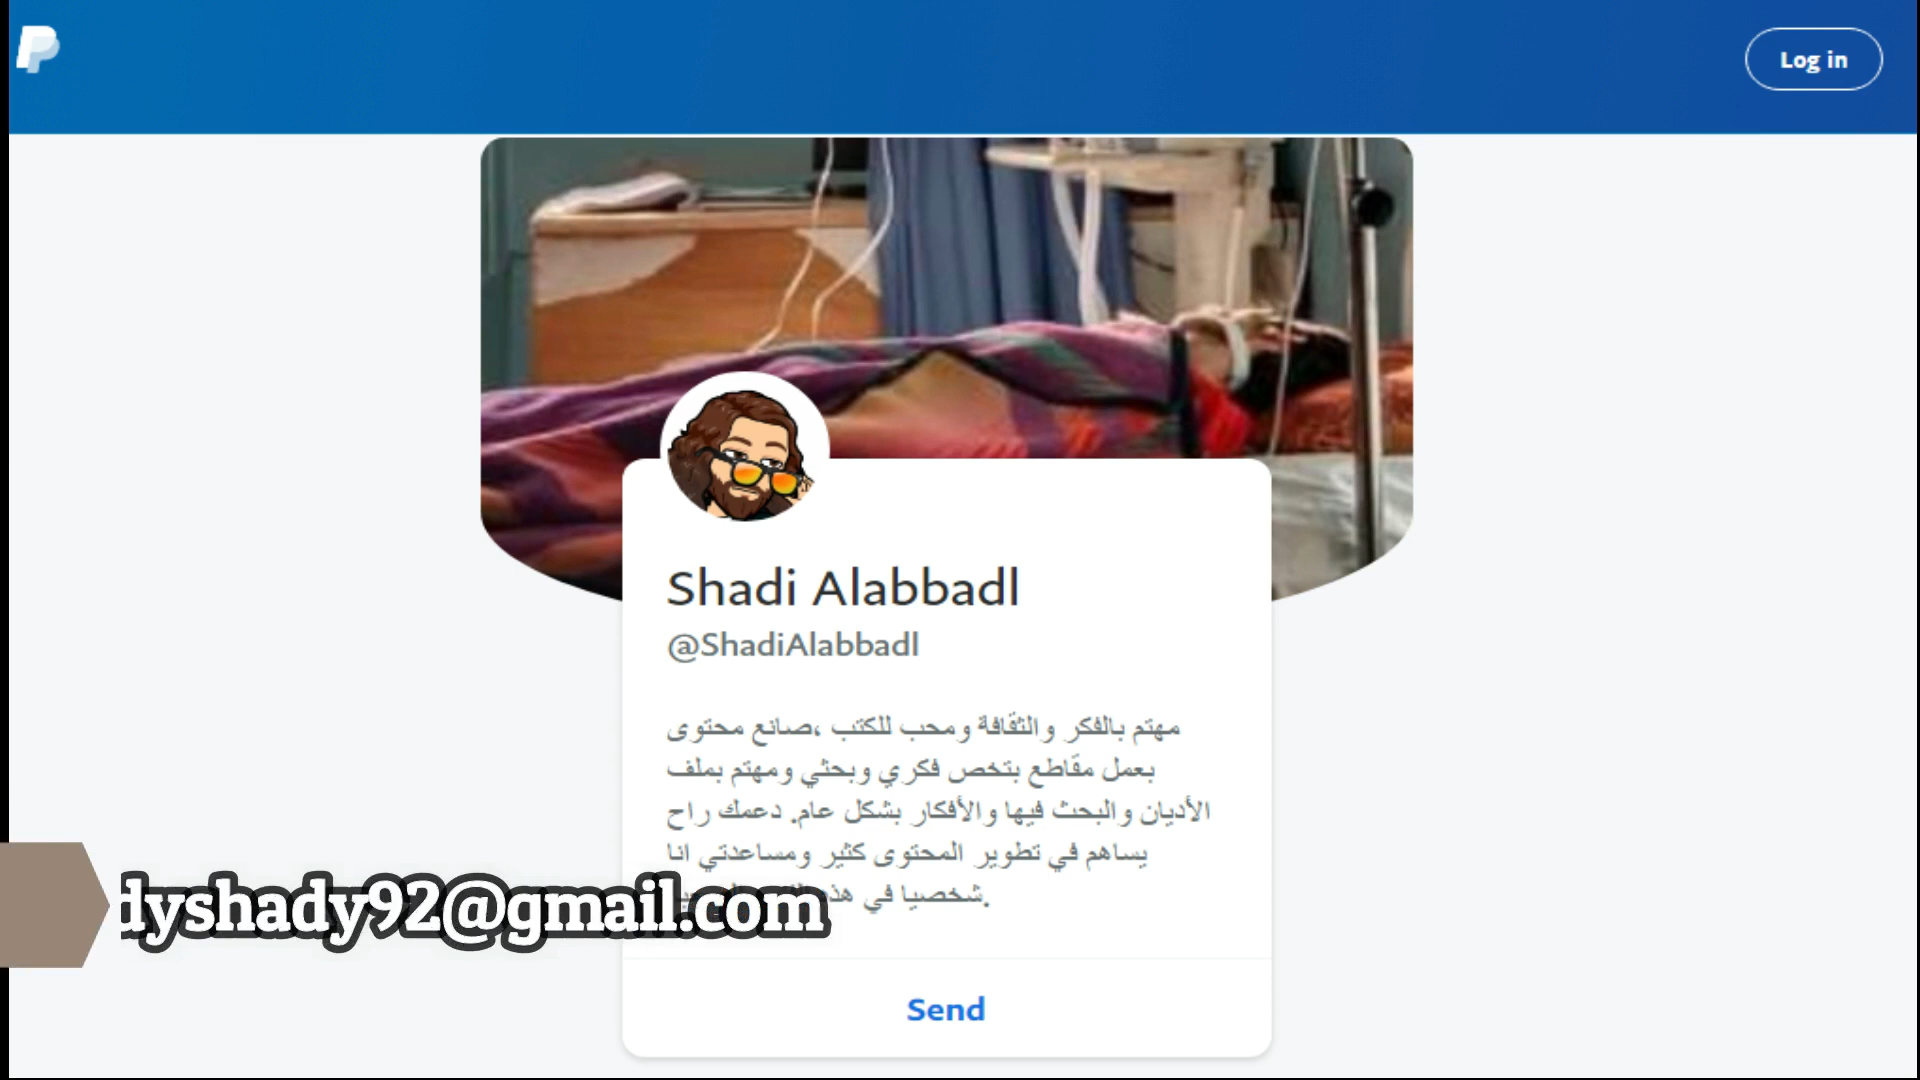 Log in
Shadi Alabbadl
@ShadiAlabbadl
مهتم بالفكر والثقافة ومحب للكتب ،صانع محتوى
بعمل مقاطع بتخص فكري وبحثي ومهتم بملف
الأديان والبحث فيها والأفكار بشكل عام. دعمك راح
يساهم في تطوير المحتوى كثير ومساعدتي انا
شخصيا في هذه
dyshady92@gmail.com
Send